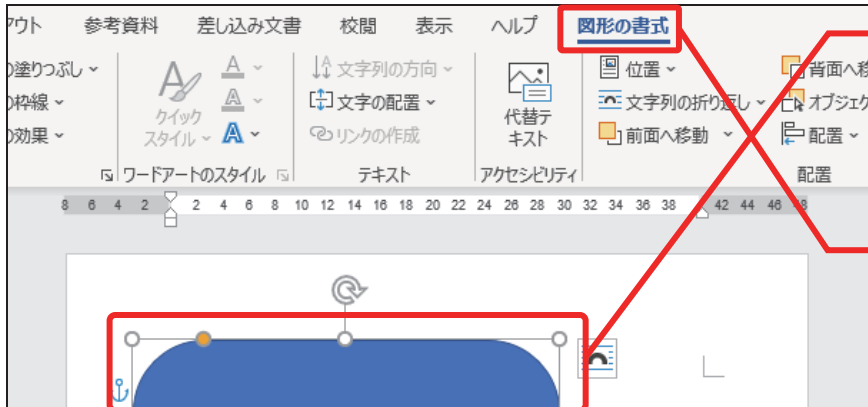 アウト 参考資料 差し込み文書 校閲 表示 ヘルプ 図形の書式
の塗りつぶし
の枠線
の効果
クイック
スタイル
A
A
A
ワードアートのスタイル
文字列の方向
文字の配置
リンクの作成
テキスト
代替テ
キスト
アクセシビリティ
位置
文字列の折り返し
前面へ移動
背面へ移
オブジェク
配置
配置
8 6 4 2 2 4 6 8 10 12 14 16 18 20 22 24 26 28 30 32 34 36 38 42 44 46 48